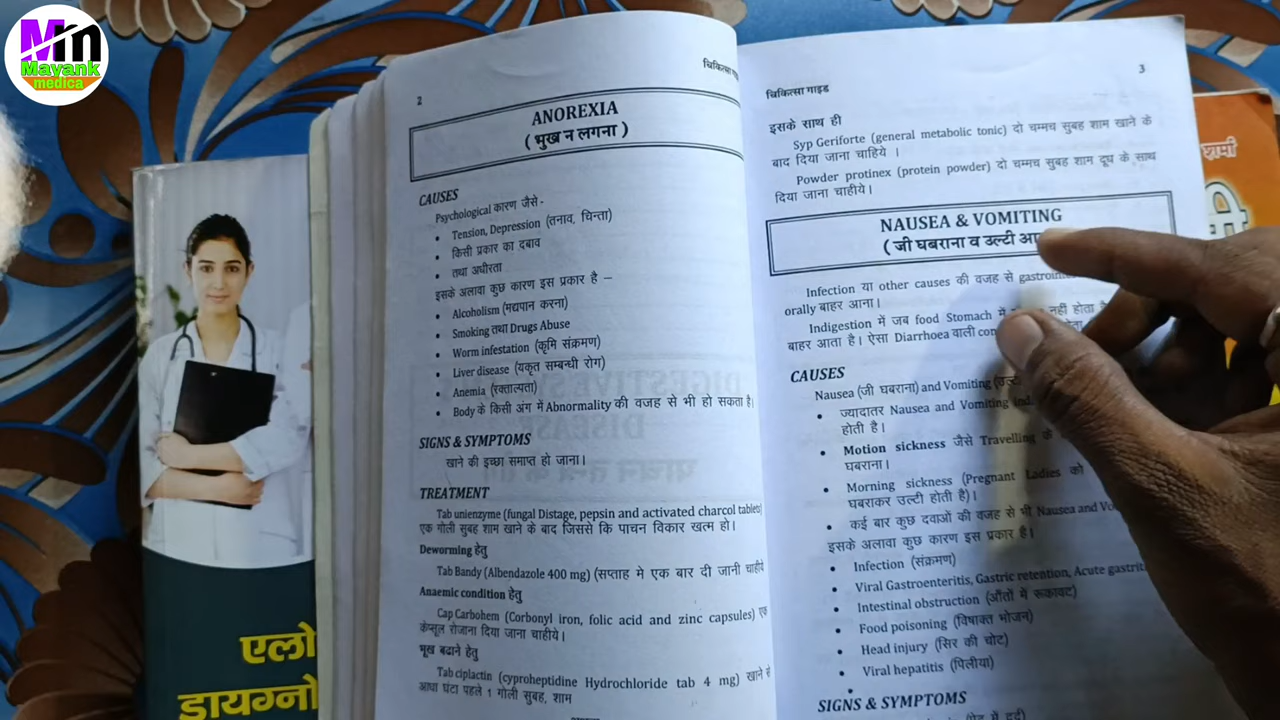 Mm
Mayank
medica
2
चिकित्सा
ANOREXIA
( भुख न लगना )
CAUSES
Psychological कारण जैसे -
• Tension, Depression (तनाव, चिन्ता)
• किसी प्रकार का दबाव
• तथा अधीरता
इसके अलावा कुछ कारण इस प्रकार है –
• Alcoholism (मद्यपान करना)
• Smoking तथा Drugs Abuse
• Worm infestation (कृमि संक्रमण)
• Liver disease (यकृत सम्बन्धी रोग)
• Anemia (रक्ताल्पता)
• Body के किसी अंग में Abnormality की वजह से भी हो सकता है।
SIGNS & SYMPTOMS
खाने की इच्छा समाप्त हो जाना।
TREATMENT
Tab unienzyme (fungal Distage, pepsin and activated charcol tablets)
एक गोली सुबह शाम खाने के बाद जिससे कि पाचन विकार खत्म हो।
Deworming हेतु
Tab Bandy (Albendazole 400 mg) (सप्ताह मे एक बार दी जानी चाहीये
Anaemic condition हेतु
Cap Carbohem (Corbonyl iron, folic acid and zinc capsules) एक
केप्सूल रोजाना दिया जाना चाहीये।
भूख बढाने हेतु
Tab ciplactin (cyproheptidine Hydrochloride tab 4 mg) खाने से
आधा घंटा पहले 1 गोली सुबह, शाम
चिकित्सा गाइड
3
इसके साथ ही
Syp Geriforte (general metabolic tonic) दो चम्मच सुबह शाम खाने के
बाद दिया जाना चाहिये ।
Powder protinex (protein powder) दो चम्मच सुबह शाम दूध के साथ
दिया जाना चाहीये।
NAUSEA & VOMITING
( जी घबराना व उल्टी
Infection या other causes की वजह से
orally बाहर आना।
Indigestion में जब food Stomach में नहीं होता
बाहर आता है। ऐसा Diarrhoea वाली
CAUSES
Nausea (जी घबराना) and Vomiting
• ज्यादातर Nausea and Vomiting
होती है।
• Motion sickness जैसे Travelling के
घबराना।
• Morning sickness (Pregnant Ladies को
घबराकर उल्टी होती है)।
• कई बार कुछ दवाओं की वजह से भी Nausea and
इसके अलावा कुछ कारण इस प्रकार है।
• Infection (संक्रमण)
• Viral Gastroenteritis, Gastric retention, Acute
• Intestinal obstruction (आँतों में रूकावट)
• Food poisoning (विषाक्त भोजन)
• Head injury (सिर की चोट)
• Viral hepatitis (पिलीया)
•
SIGNS & SYMPTOMS
एलो
डायग्नो
शर्मा